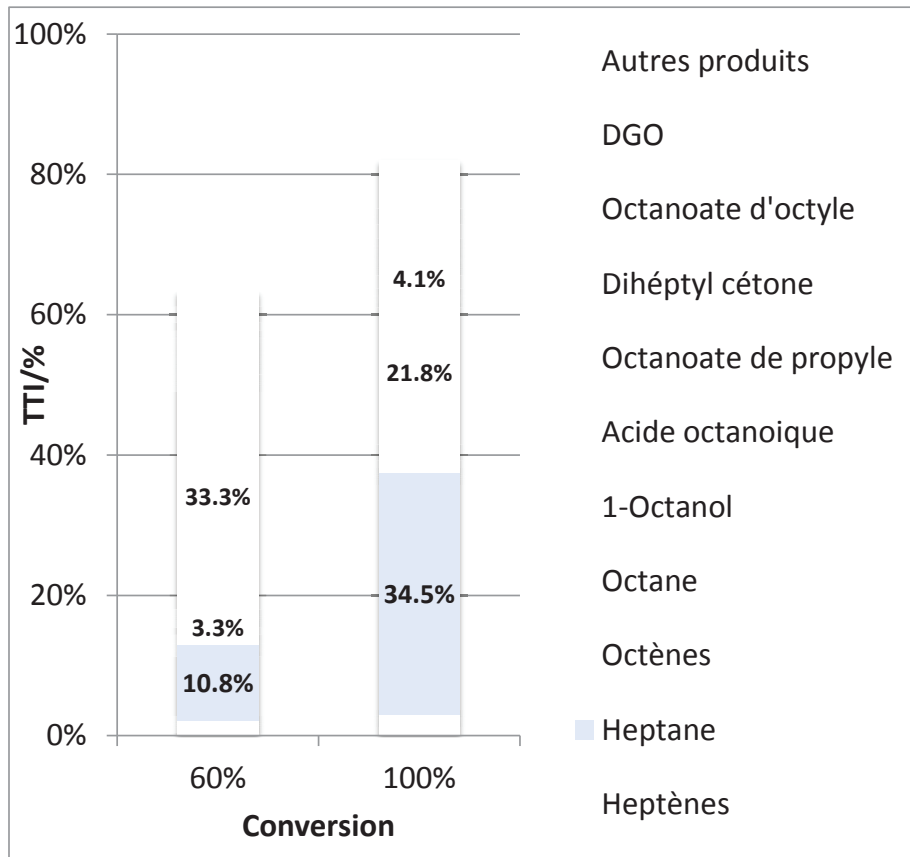 100%
80%
60%
40%
20%
0%
TTI/%
4.1%
21.8%
33.3%
34.5%
3.3%
10.8%
60%
100%
Conversion
Autres produits
DGO
Octanoate d'octyle
Dihéptyl cétone
Octanoate de propyle
Acide octanoique
1-Octanol
Octane
Octènes
Heptane
Heptènes